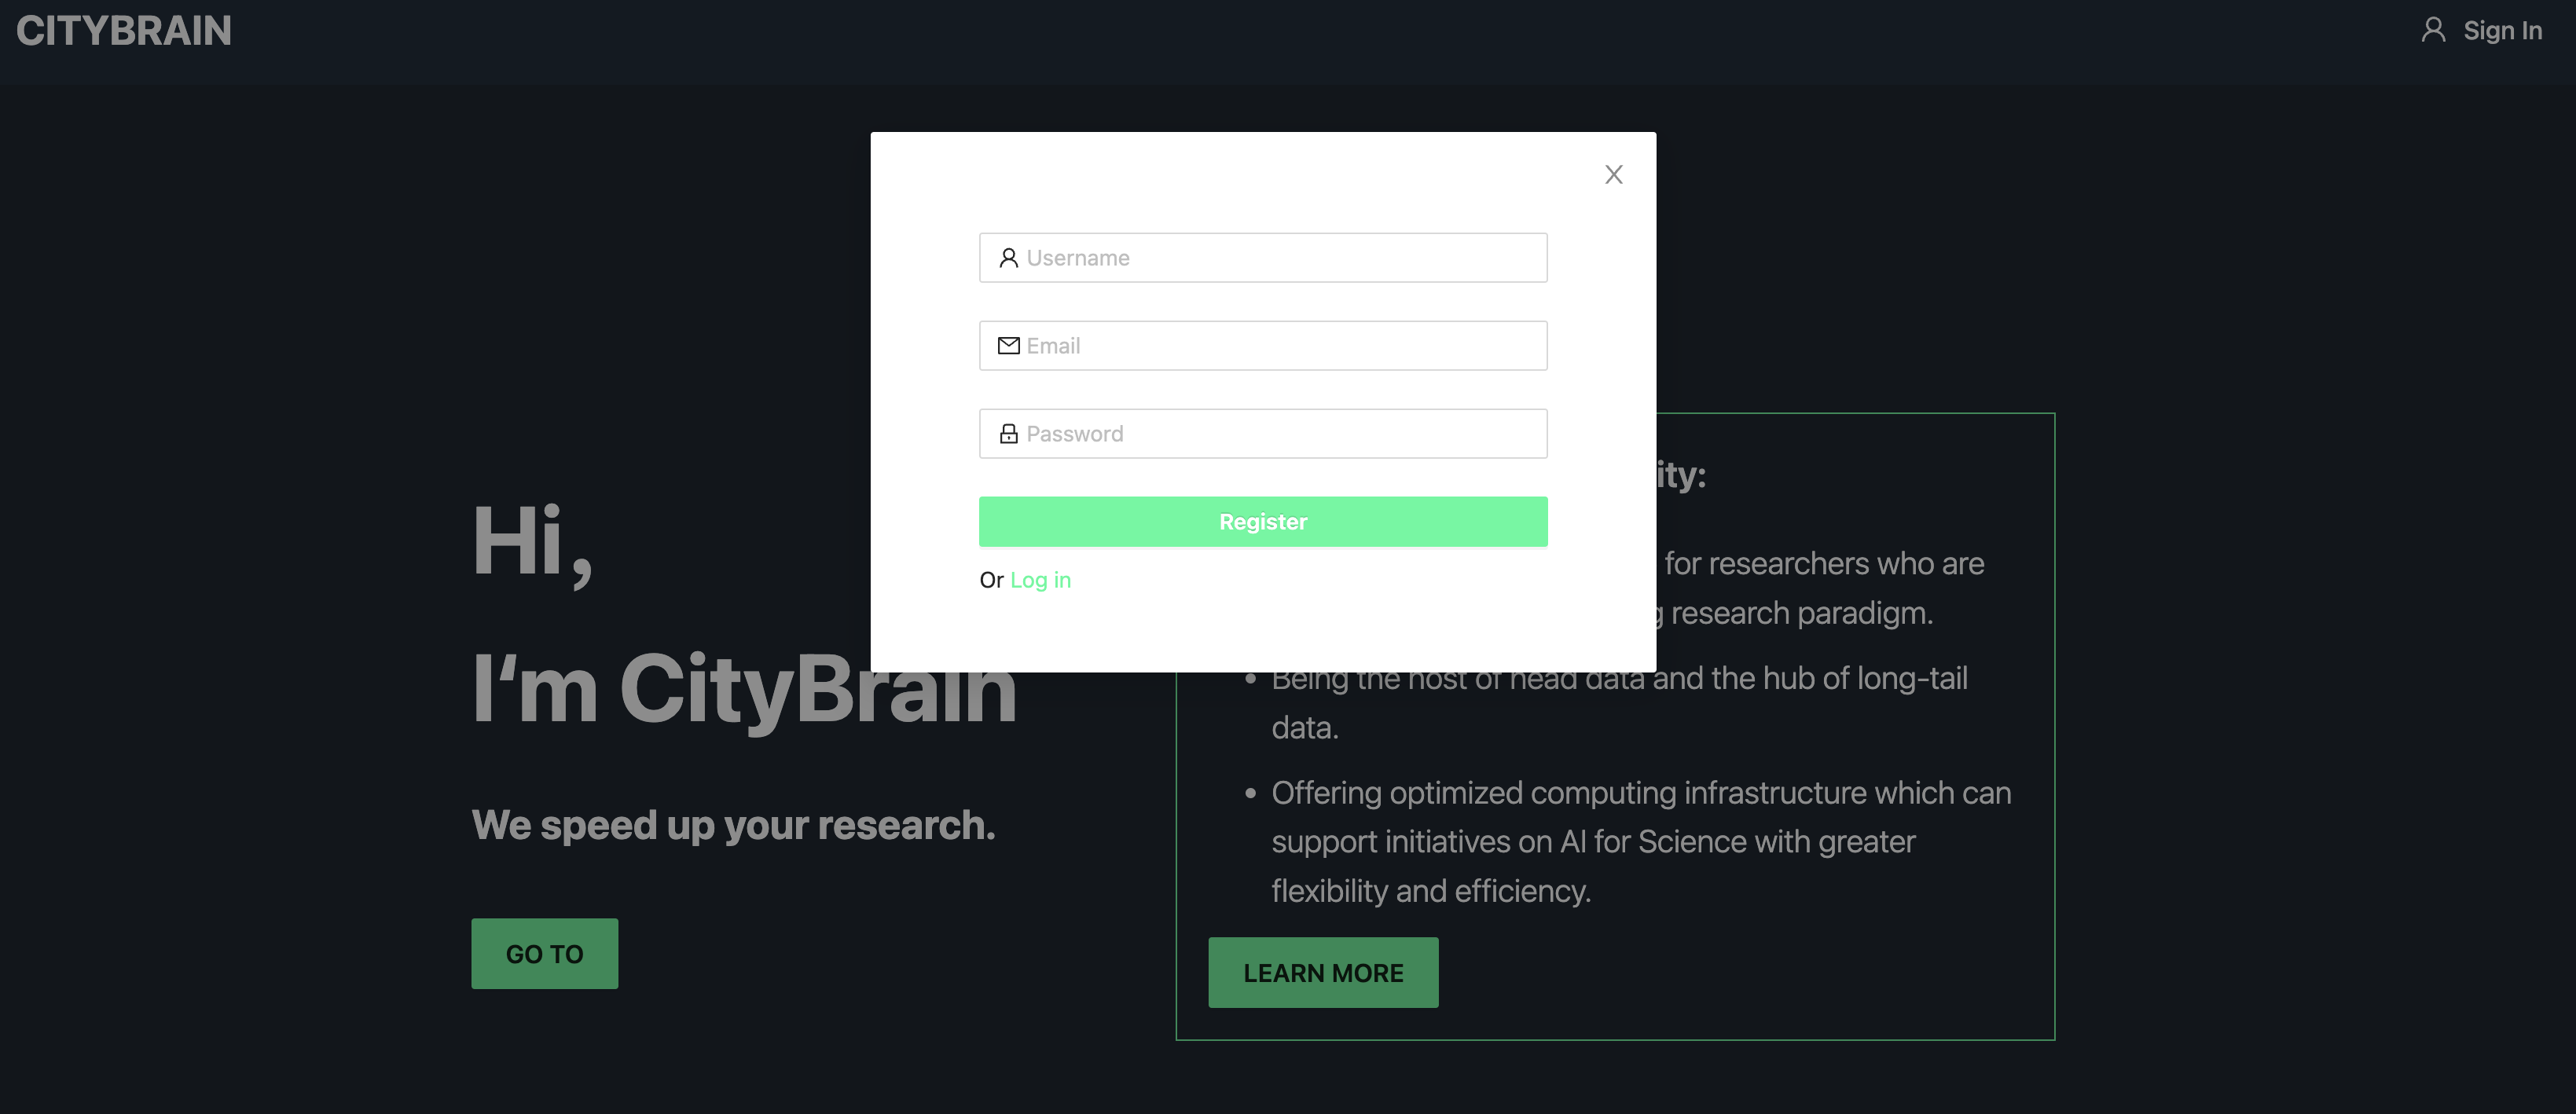 CITYBRAIN
Sign In
Username
Email
Password
Register
Or Log in
Hi,
I‘m CityBrain
We speed up your research.
GO TO
ity:
for researchers who are
research paradigm.
Being the host of head data and the hub of long-tail
data.
Offering optimized computing infrastructure which can
support initiatives on AI for Science with greater
flexibility and efficiency.
LEARN MORE